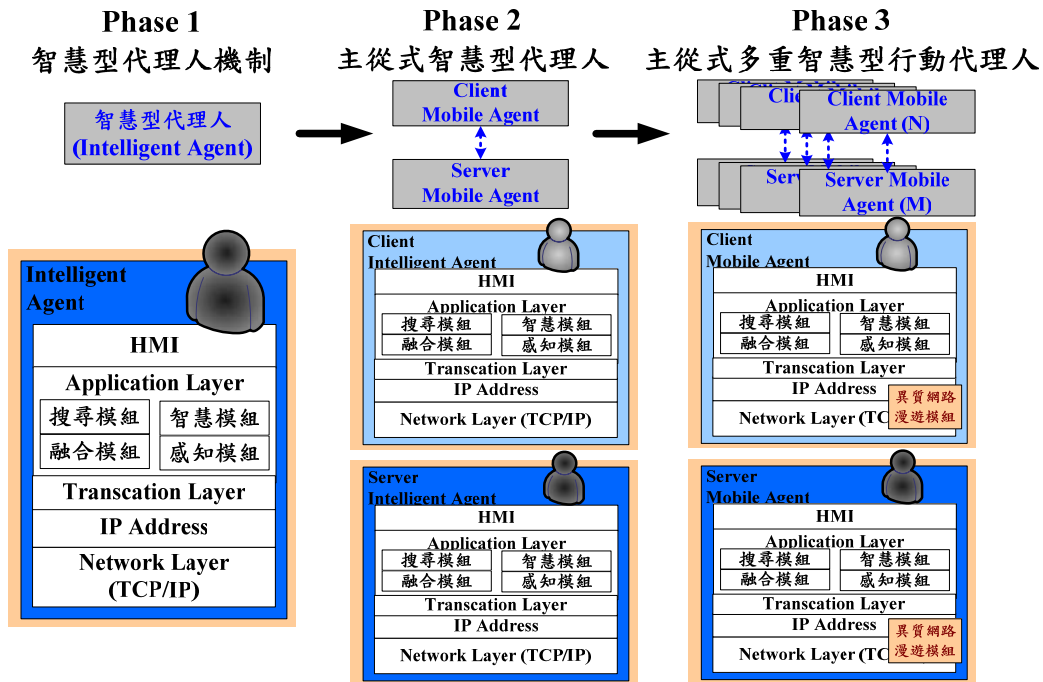 Phase 1
智慧型代理人機制
智慧型代理人
(Intelligent Agent)
Intelligent
Agent
HMI
Application Layer
搜尋模組
智慧模組
融合模組
感知模組
Transcation Layer
IP Address
Network Layer
(TCP/IP)
Phase 2
主從式智慧型代理人
Client
Mobile Agent
Server
Mobile Agent
Client
Intelligent Agent
HMI
Application Layer
搜尋模組
智慧模組
融合模組
感知模組
Transcation Layer
IP Address
Network Layer (TCP/IP)
Server
Intelligent Agent
HMI
Application Layer
搜尋模組
智慧模組
融合模組
感知模組
Transcation Layer
IP Address
Network Layer (TCP/IP)
Phase 3
主從式多重智慧型行動代理人
Client Mobile
Agent (N)
Server Mobile
Agent (M)
Client
Mobile Agent
HMI
Application Layer
搜尋模組
智慧模組
融合模組
感知模組
Transcation Layer
IP Address
Network Layer (TC
異質網路
漫遊模組
Server
Mobile Agent
HMI
Application Layer
搜尋模組
智慧模組
融合模組
感知模組
Transcation Layer
IP Address
Network Layer (TC
異質網路
漫遊模組